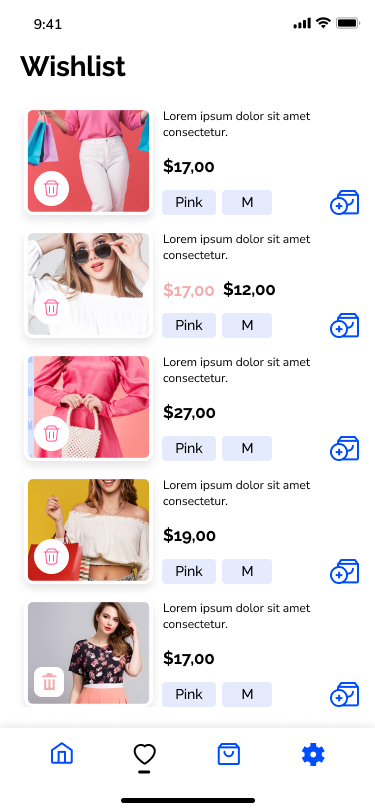 9:41
Wishlist
Lorem ipsum dolor sit amet
consectetur.
$17,00
Pink M
Lorem ipsum dolor sit amet
consectetur.
$17,00 $12,00
Pink M
Lorem ipsum dolor sit amet
consectetur.
$27,00
Pink M
Lorem ipsum dolor sit amet
consectetur.
$19,00
Pink M
Lorem ipsum dolor sit amet
consectetur.
$17,00
Pink M